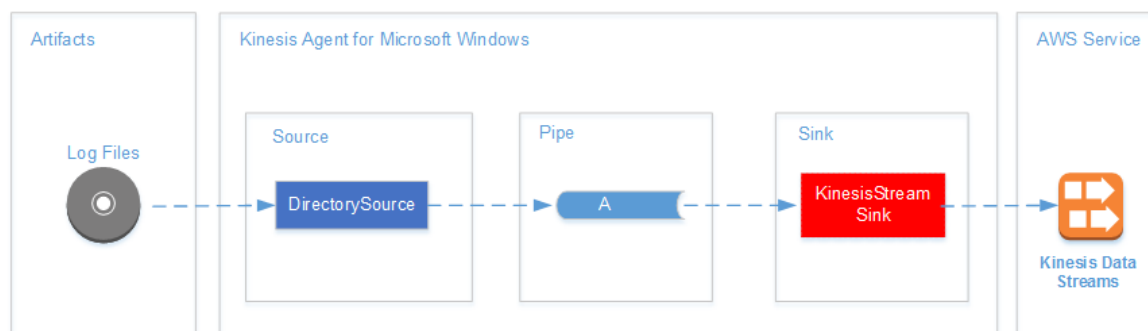 Artifacts
Kinesis Agent for Microsoft Windows
AWS Service
Source
Pipe
Sink
Log Files
DirectorySource
A
KinesisStream
Sink
Kinesis Data
Streams